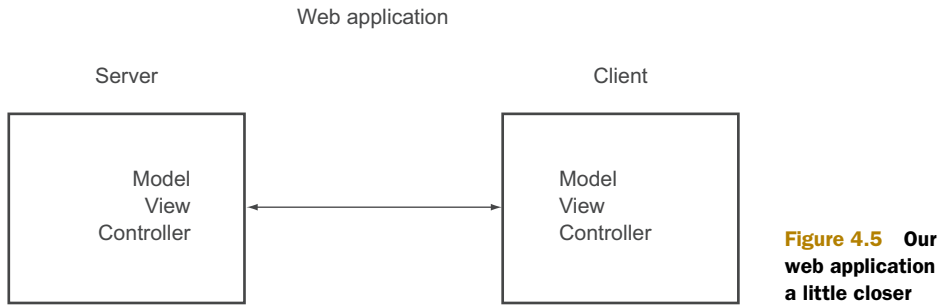 Web application
Server
Client
Model
View
Controller
Model
View
Controller
Figure 4.5 Our
web application
a little closer